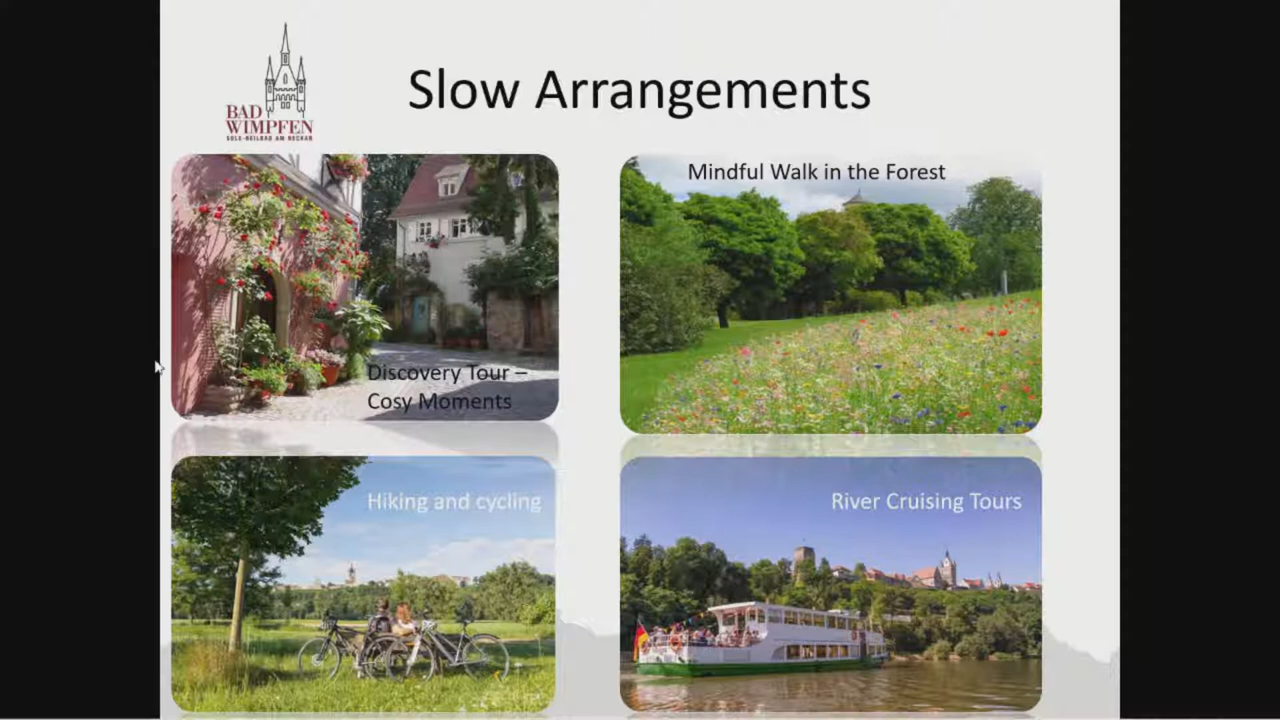 BAD
WIMPFEN
SOLE-HEILBAD AM NECKAR
Slow Arrangements
Discovery Tour –
Cosy Moments
Mindful Walk in the Forest
Hiking and cycling
River Cruising Tours